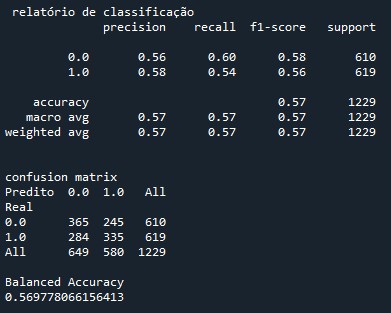 relatório de classificação
precision recall f1-score support
0.0 0.56 0.60 0.58 610
1.0 0.58 0.54 0.56 619
accuracy 0.57 1229
macro avg 0.57 0.57 0.57 1229
weighted avg 0.57 0.57 0.57 1229
confusion matrix
Predito 0.0 1.0 All
Real
0.0 365 245 610
1.0 284 335 619
All 649 580 1229
Balanced Accuracy
0.569778066156413